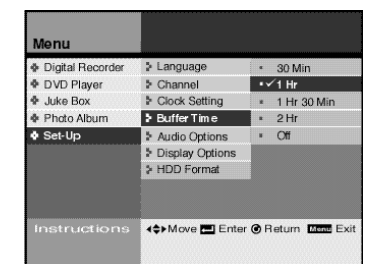 Menu
Digital Recorder
DVD Player
Juke Box
Photo Album
Set-Up
Language
Channel
Clock Setting
Buffer Time
Audio Options
Display Options
HDD Format
30 Min
1 Hr
1 Hr 30 Min
2 Hr
Off
Instructions
Move Enter Return Menu Exit